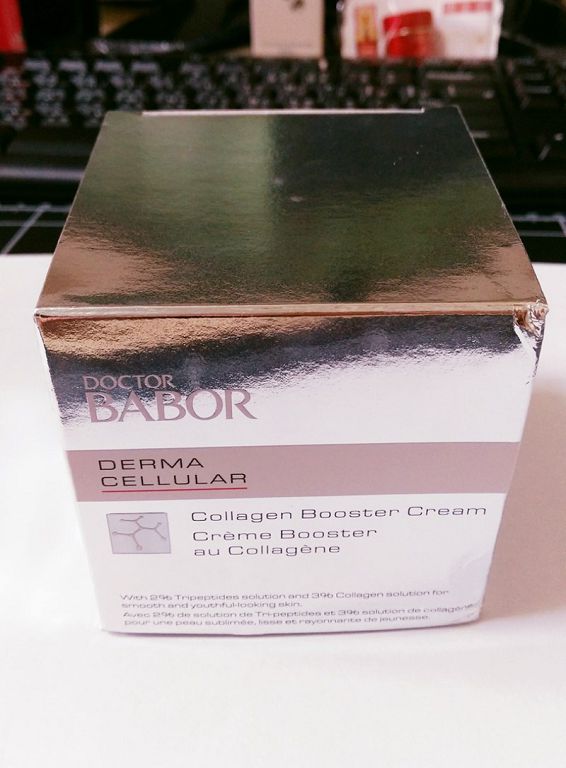 DOCTOR
BABOR
DERMA
CELLULAR
Collagen Booster Cream
Crème Booster
au Collagène
With 2% Tripeptides solution and 3% Collagen solution for
smooth and youthful-looking skin.
Avec 2% de solution de Tri-peptides et 3% solution de collagène
pour une peau sublimée, lisse et rayonnante de jeunesse.